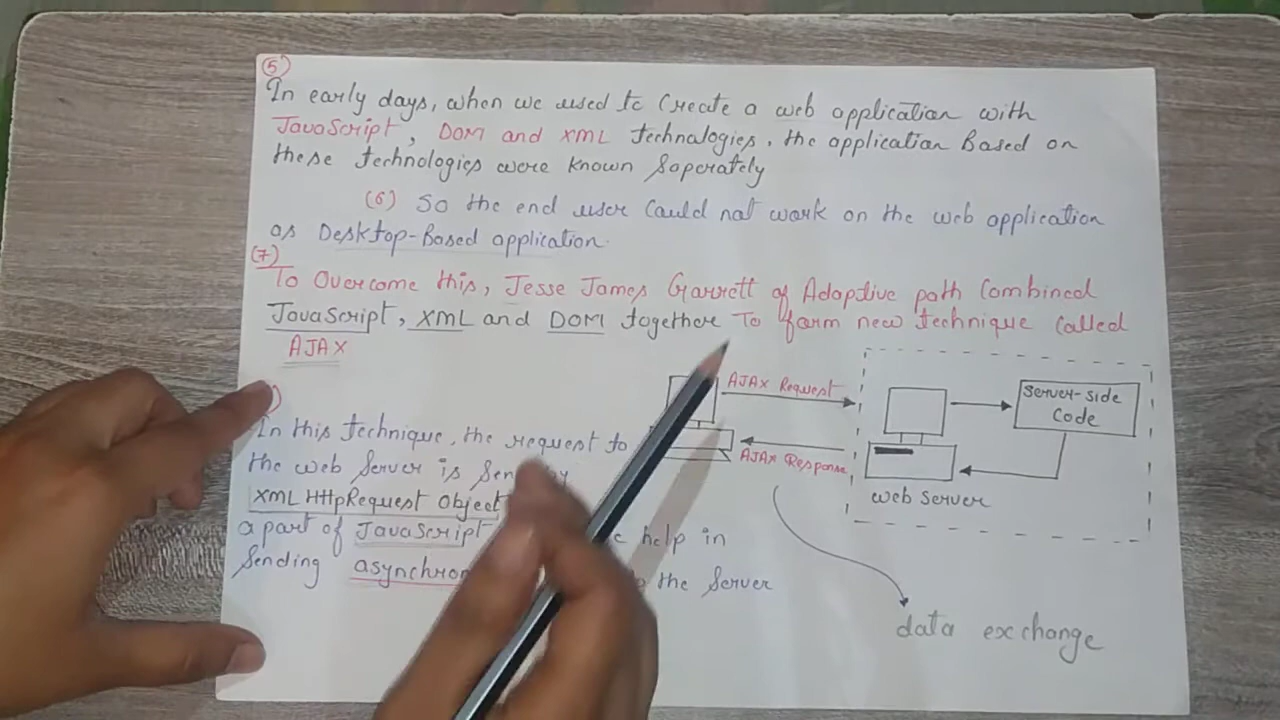 (5)
In early days, when we used to Create a web application with
JavaScript, DOM and XML technalogies, the application Based on
these technologies were known Saperately
(6) So the end user Could not work on the web application
as Desktop-Based application.
(7)
To Overcome this, Jesse James Garrett of Adaptive path Combined
JavaScript, XML and DOM together To form new technique Called
AJAX
In this technique, the request to
the web Server is
XML HttpRequest Object
a part of JavaScript help in
Sending the Server
AJAX Request
AJAX Response
Server-side
Code
web server
data exchange